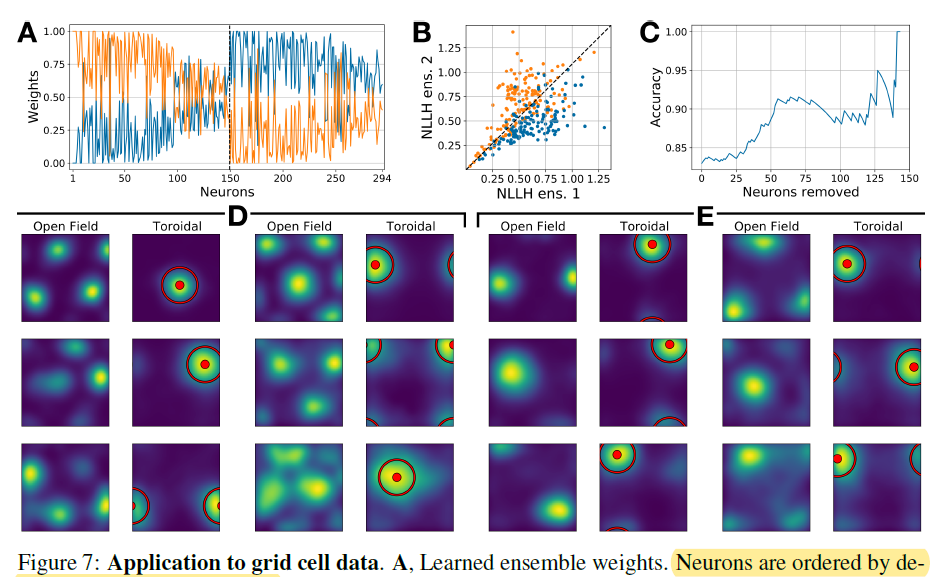 A
B
C
Weights
1.00
0.75
0.50
0.25
0.00
1
50
100
150
200
250
294
Neurons
NLLH ens. 2
1.25
1.00
0.75
0.50
0.25
0.25
0.50
0.75
1.00
1.25
NLLH ens. 1
Accuracy
1.00
0.95
0.90
0.85
0
25
50
75
100
125
150
Neurons removed
D
E
Open Field
Toroidal
Open Field
Toroidal
Open Field
Toroidal
Open Field
Toroidal
Figure 7: Application to grid cell data. A, Learned ensemble weights. Neurons are ordered by de-